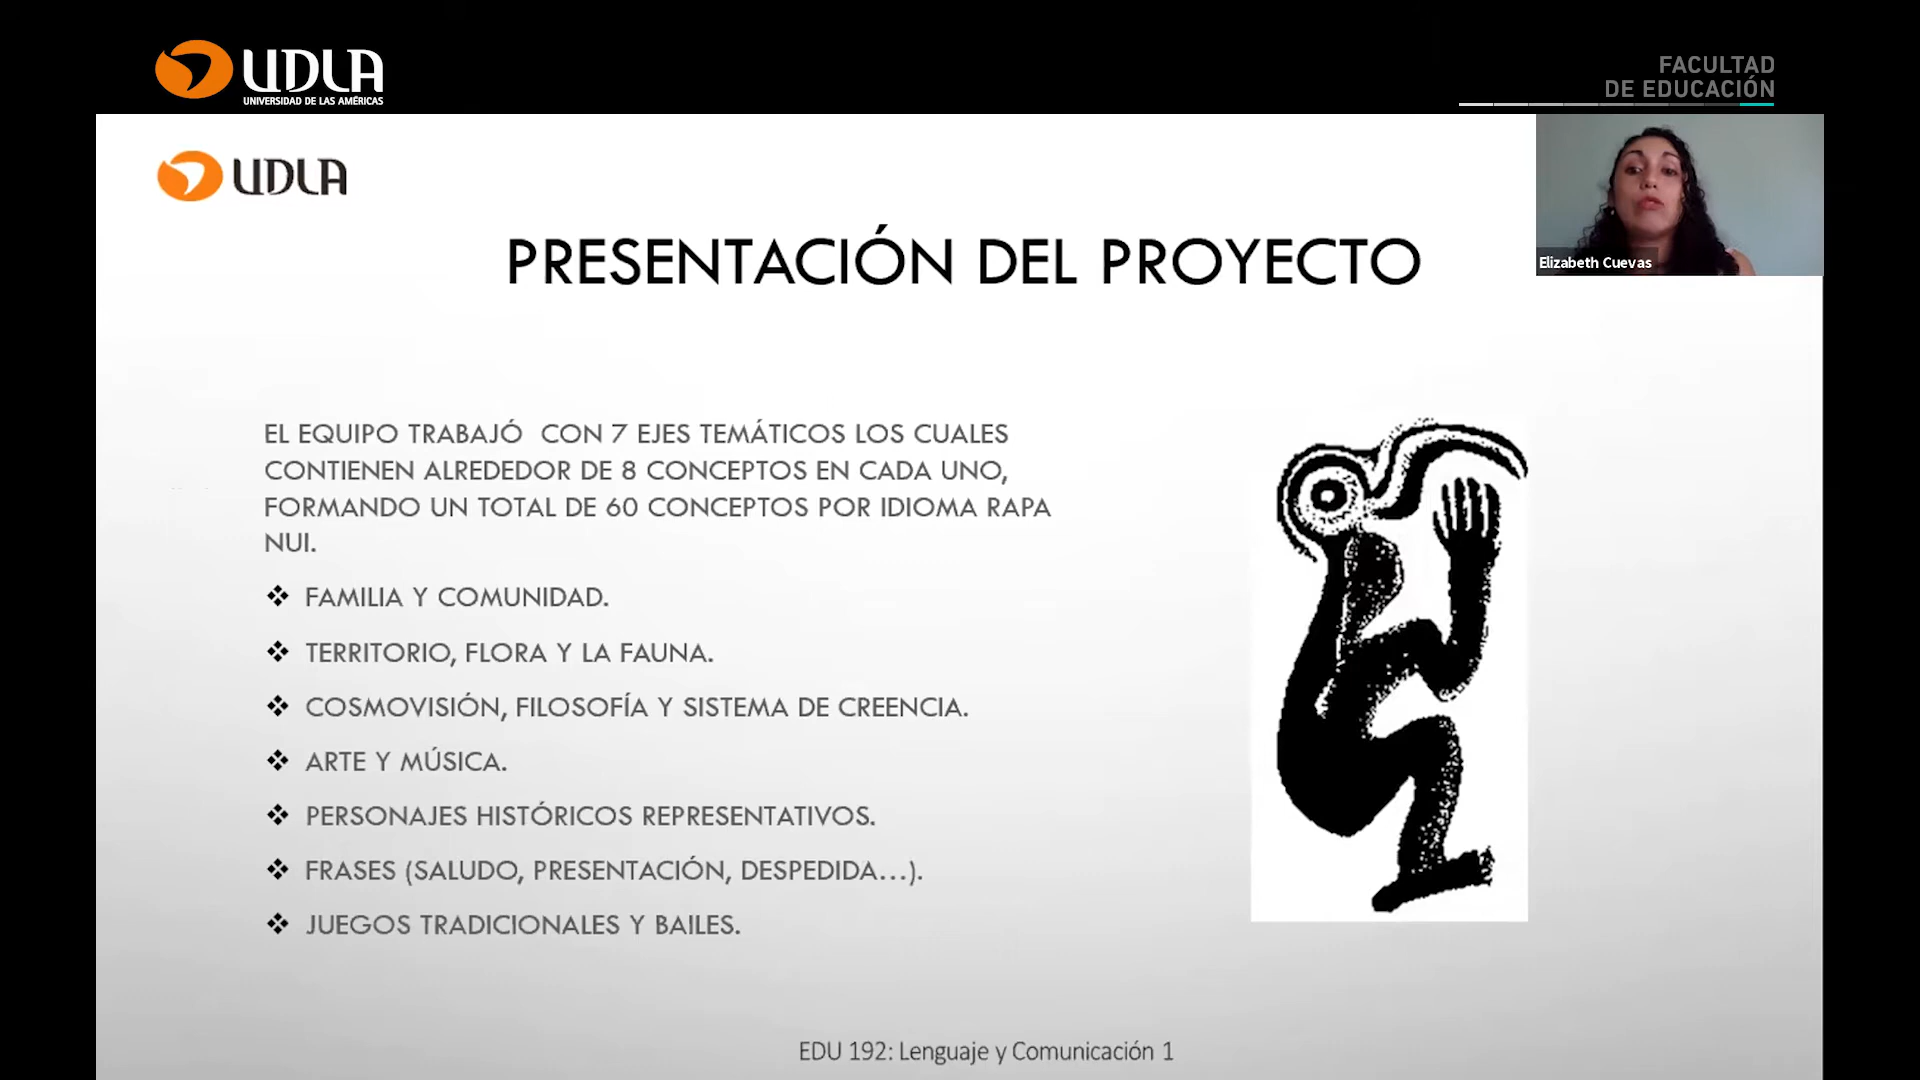 UDLA
UNIVERSIDAD DE LAS AMÉRICAS
FACULTAD
DE EDUCACIÓN
UDLA
Elizabeth Cuevas
PRESENTACIÓN DEL PROYECTO
EL EQUIPO TRABAJÓ CON 7 EJES TEMÁTICOS LOS CUALES
CONTIENEN ALREDEDOR DE 8 CONCEPTOS EN CADA UNO,
FORMANDO UN TOTAL DE 60 CONCEPTOS POR IDIOMA RAPA
NUI.
❖ FAMILIA Y COMUNIDAD.
❖ TERRITORIO, FLORA Y LA FAUNA.
❖ COSMOVISIÓN, FILOSOFÍA Y SISTEMA DE CREENCIA.
❖ ARTE Y MÚSICA.
❖ PERSONAJES HISTÓRICOS REPRESENTATIVOS.
❖ FRASES (SALUDO, PRESENTACIÓN, DESPEDIDA...).
❖ JUEGOS TRADICIONALES Y BAILES.
EDU 192: Lenguaje y Comunicación 1